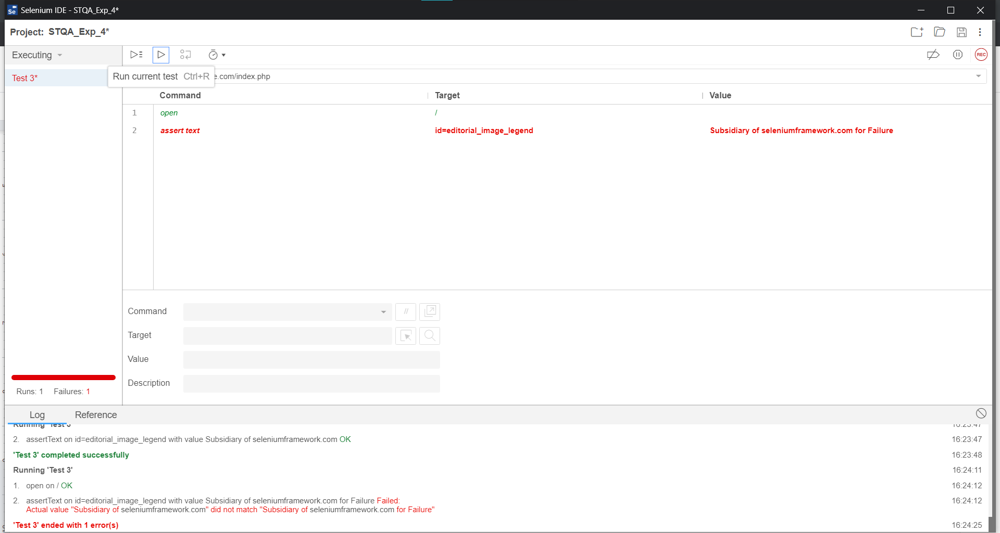 Se Selenium IDE - STQA_Exp_4*
Project: STQA_Exp_4*
Executing
REC
Test 3*
Run current test Ctrl+R
e.com/index.php
Command Target Value
1 open /
2 assert text id=editorial_image_legend Subsidiary of seleniumframework.com for Failure
Command //
Target
Value
Description
Runs: 1 Failures: 1
Log Reference
Running 'Test 3' 16:23:47
2. assertText on id=editorial_image_legend with value Subsidiary of seleniumframework.com OK 16:23:47
'Test 3' completed successfully 16:23:48
Running 'Test 3' 16:24:11
1. open on / OK 16:24:12
2. assertText on id=editorial_image_legend with value Subsidiary of seleniumframework.com for Failure Failed: 16:24:12
Actual value "Subsidiary of seleniumframework.com" did not match "Subsidiary of seleniumframework.com for Failure"
'Test 3' ended with 1 error(s) 16:24:25